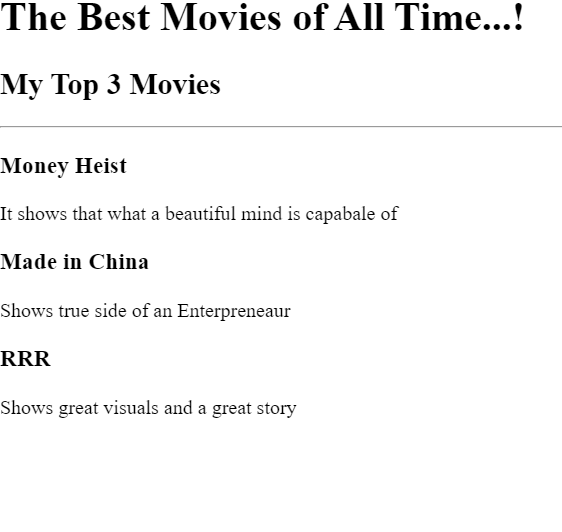 The Best Movies of All Time...!
My Top 3 Movies
Money Heist
It shows that what a beautiful mind is capabale of
Made in China
Shows true side of an Enterpreneaur
RRR
Shows great visuals and a great story